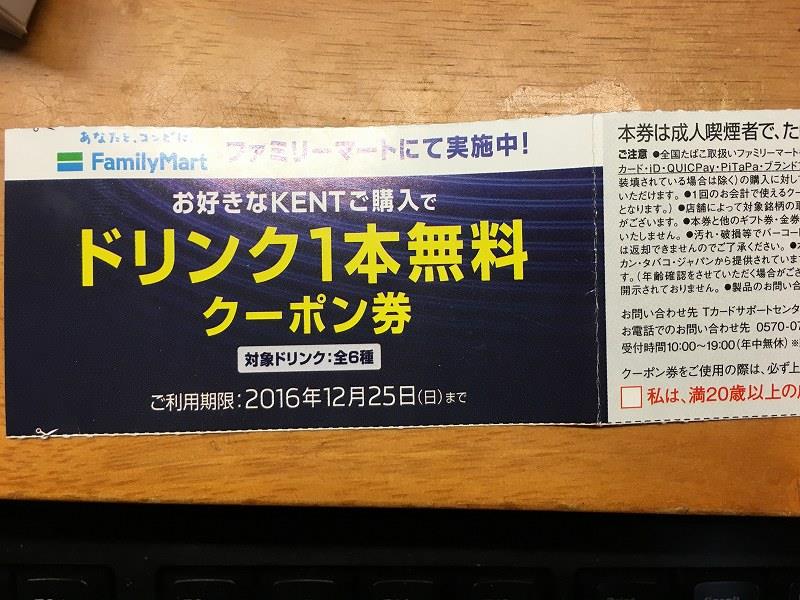 あなたと、コンビに、
FamilyMart
ファミリーマートにて実施中!
お好きなKENTご購入で
ドリンク1本無料
クーポン券
対象ドリンク:全6種
ご利用期限:2016年12月25日(日)まで
本券は成人喫煙者で、た
ご注意 ●全国たばこ取扱いファミリーマート
カード・iD・QUICPay・PiTaPa・ブランド
装填されている場合は除く)の購入に対し
いただけます。●1回のお会計で使えるクー
となります。)●店舗によって対象銘柄の取
がございます。●本券と他のギフト券・金券
いたしません。●汚れ・破損等でバーコー
は返却できませんのでご了承ください。●
カン・タバコ・ジャパンから提供されていま
す。(年齢確認をさせていただく場合がござ
開示されておりません。●製品のお問い合
お問い合わせ先 Tカードサポートセンタ
お電話でのお問い合わせ先 0570-07
受付時間10:00~19:00(年中無休)※
クーポン券をご使用の際は、必ず上
私は、満20歳以上の